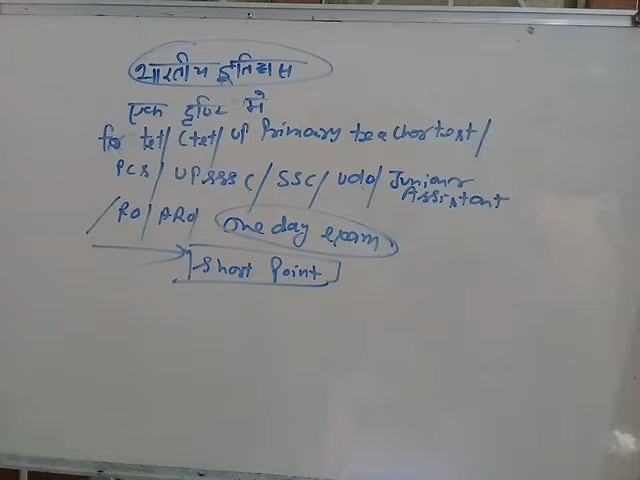 भारतीय इतिहास
एक दृष्टि मे
for tet/ Ctet/ UP Primary teacher test/
PCS/ UPSSSC/ SSC/ VDO/ Junior Assistant
/RO/ARO/ one day exam
Short Point